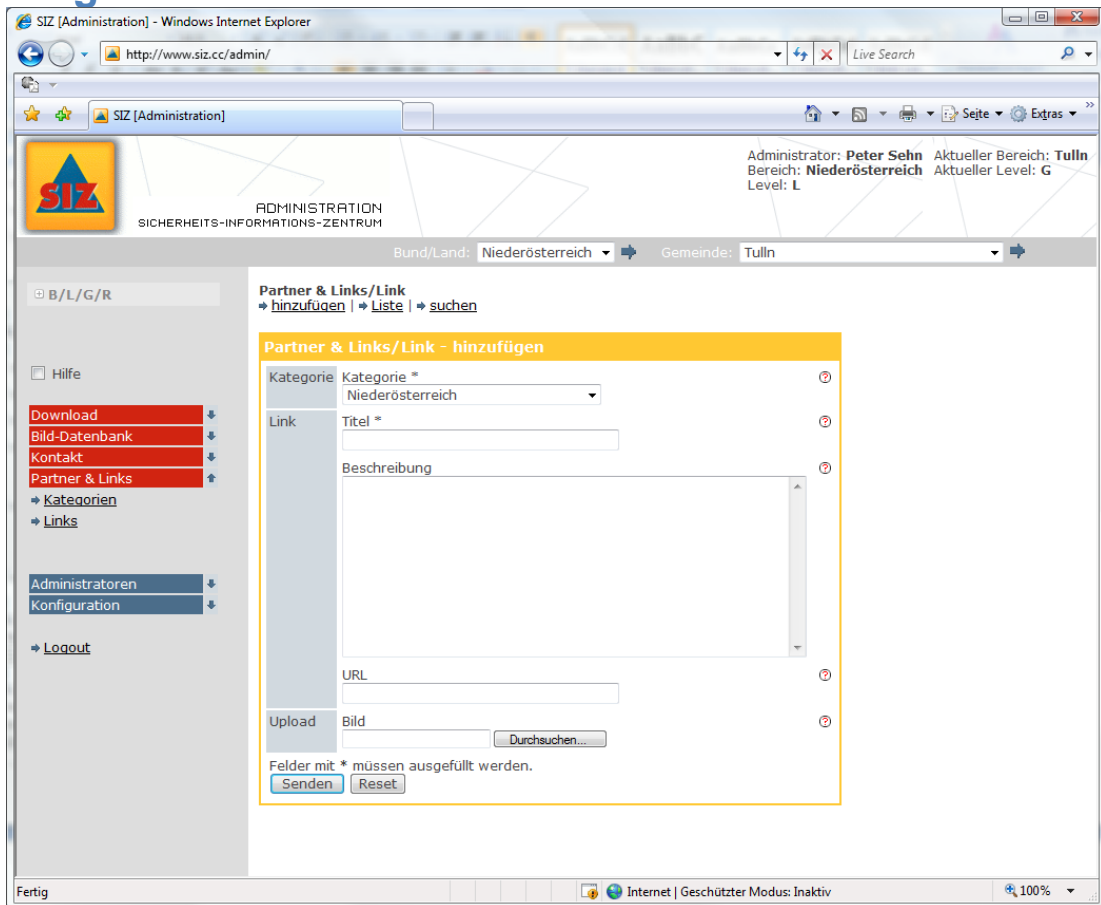 SIZ [Administration] - Windows Internet Explorer
http://www.siz.cc/admin/
Live Search
SIZ [Administration]
Seite
Extras
SIZ
ADMINISTRATION
SICHERHEITS-INFORMATIONS-ZENTRUM
Administrator: Peter Sehn Aktueller Bereich: Tulln
Bereich: Niederösterreich Aktueller Level: G
Level: L
Bund/Land: Niederösterreich Gemeinde: Tulln
B/L/G/R
Hilfe
Download
Bild-Datenbank
Kontakt
Partner & Links
Kategorien
Links
Administratoren
Konfiguration
Logout
Partner & Links/Link
hinzufügen | Liste | suchen
Partner & Links/Link - hinzufügen
Kategorie Kategorie *
Niederösterreich
Link Titel *
Beschreibung
URL
Upload Bild
Durchsuchen...
Felder mit * müssen ausgefüllt werden.
Senden Reset
Fertig
Internet | Geschützter Modus: Inaktiv
100%